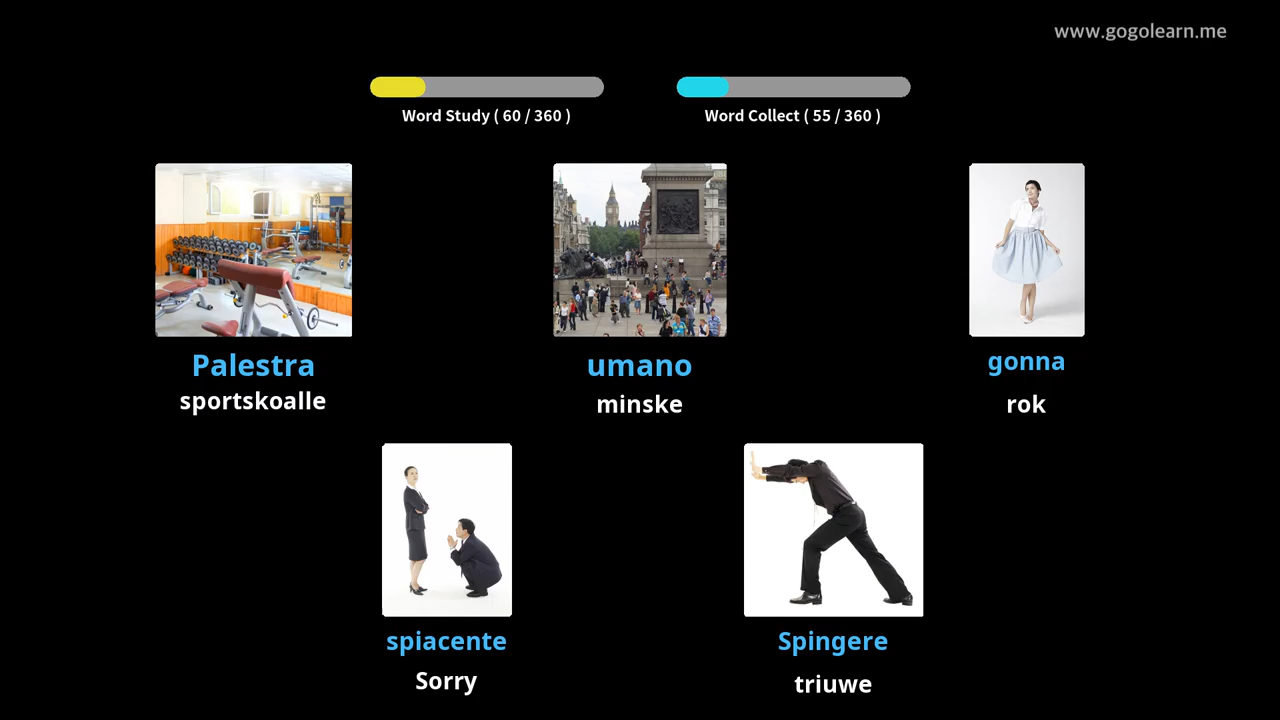 www.gogolearn.me
Word Study ( 60 / 360 )
Word Collect ( 55 / 360 )
Palestra
sportskoalle
umano
minske
gonna
rok
spiacente
Sorry
Spingere
triuwe